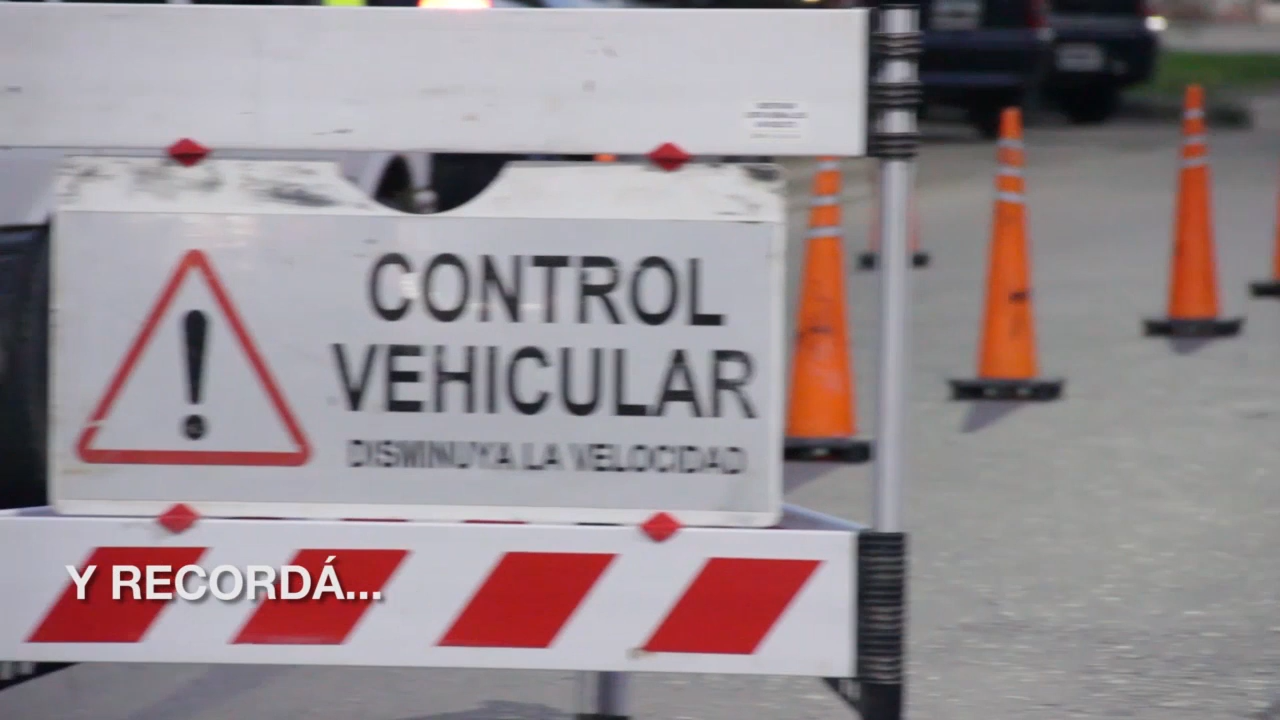 CONTROL
VEHICULAR
DISMINUYA LA VELOCIDAD
Y RECORDÁ...